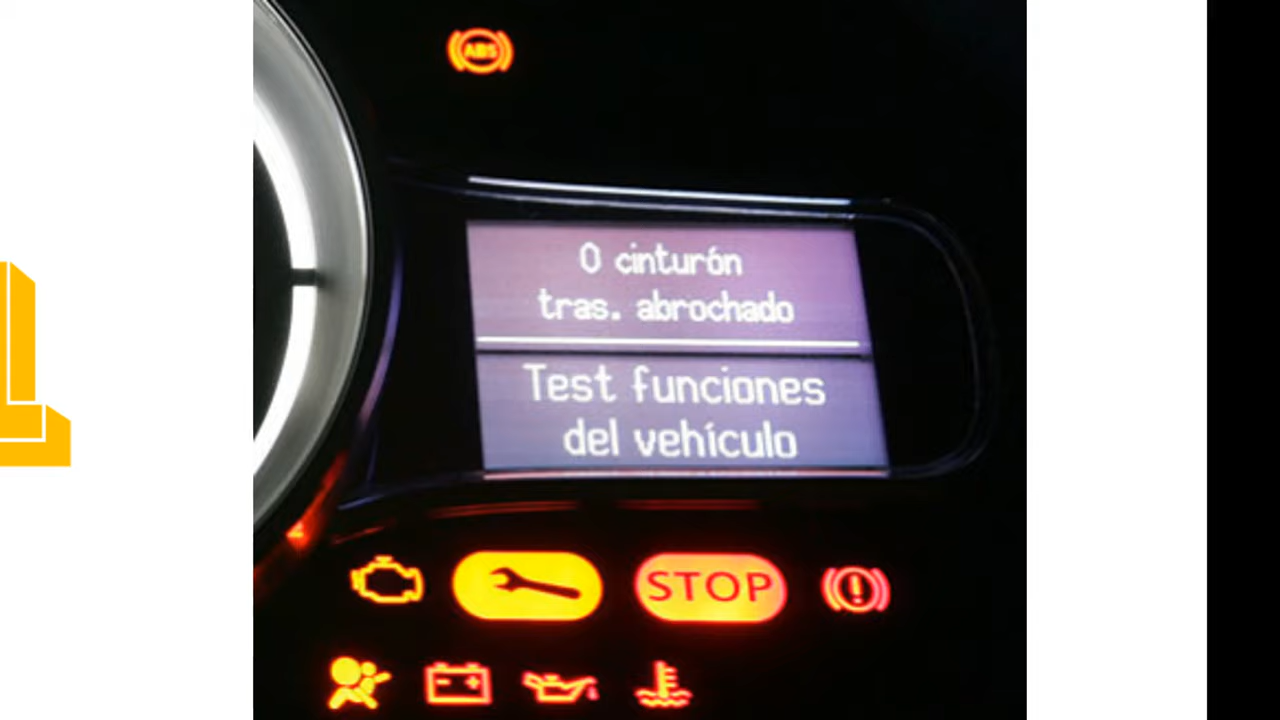 ABS
0 cinturón
tras. abrochado
Test funciones
del vehículo
STOP